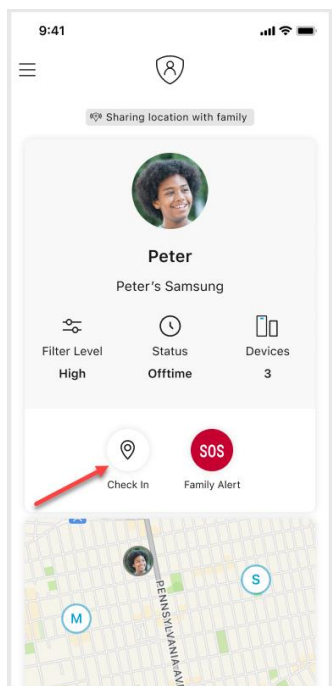 9:41
Sharing location with family
Peter
Peter's Samsung
Filter Level
Status
Devices
High
Offtime
3
SOS
Check In
Family Alert
S
M
PENNSYLVANIA AV